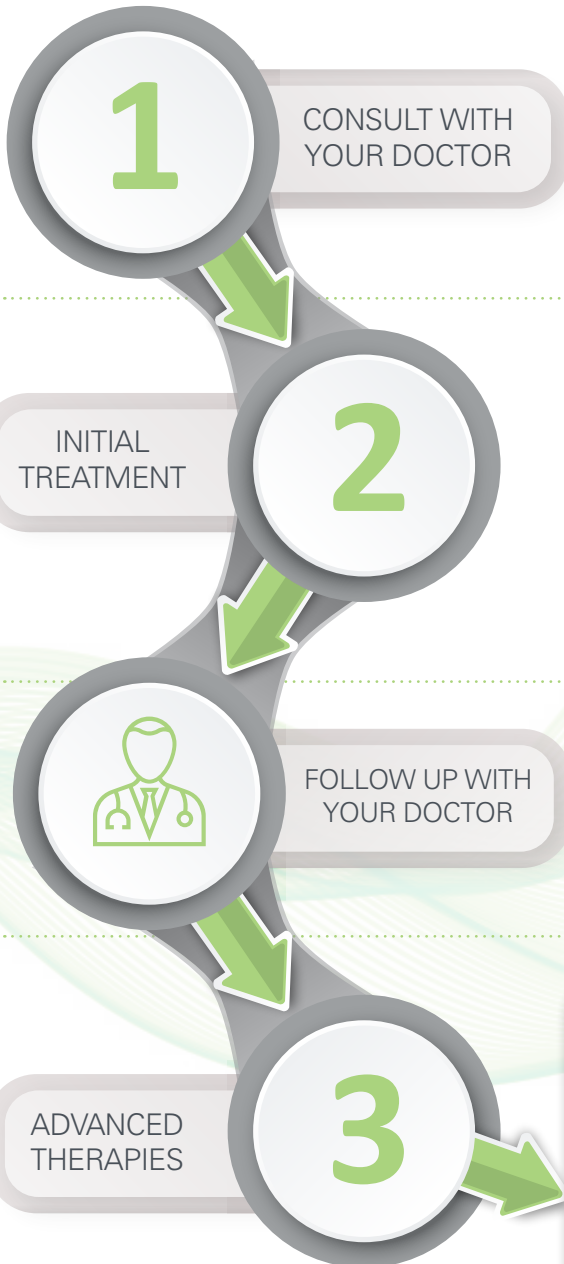 1
CONSULT WITH
YOUR DOCTOR
INITIAL
TREATMENT
2
FOLLOW UP WITH
YOUR DOCTOR
ADVANCED
THERAPIES
3